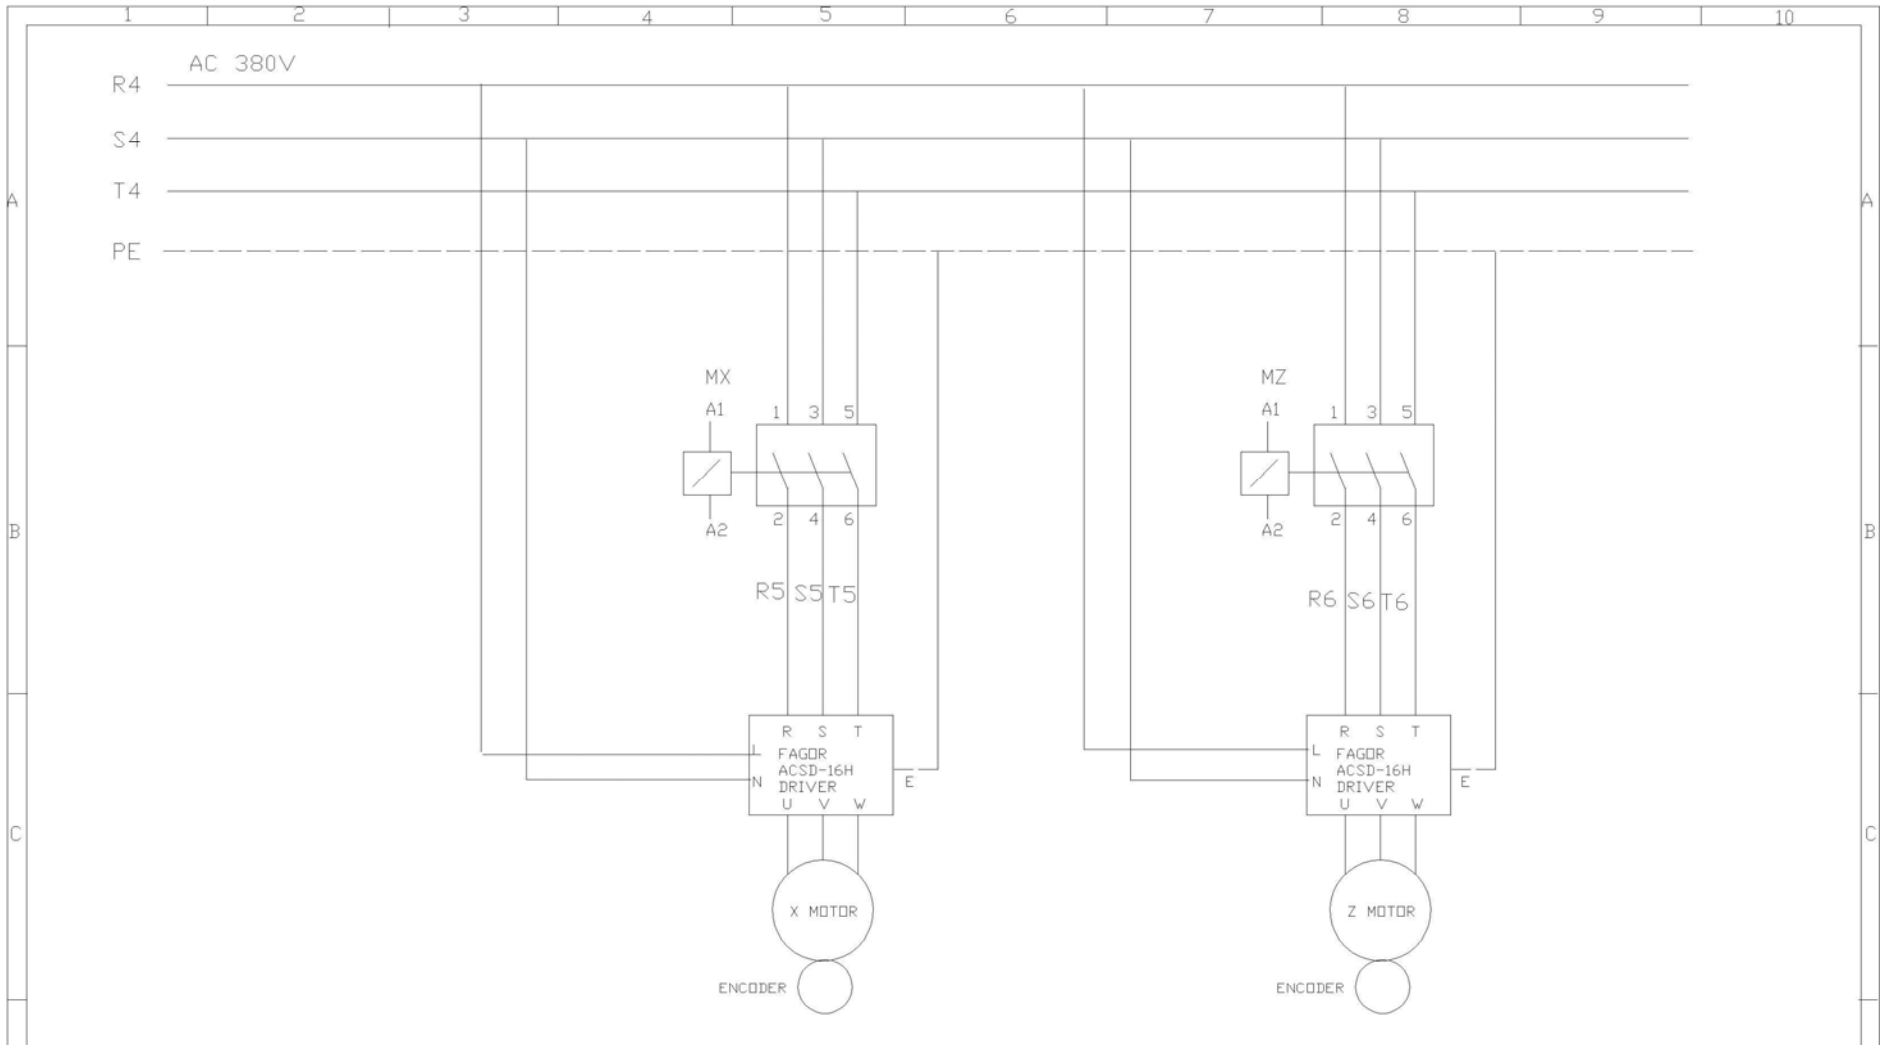 1 2 3 4 5 6 7 8 9 10
AC 380V
R4
S4
T4
A A
PE
MX MZ
A1 1 3 5 A1 1 3 5
2 4 6 2 4 6
A2 A2
B B
R5 S5 T5 R6 S6 T6
R S T R S T
L FAGOR L FAGOR
ACSD-16H ACSD-16H
N DRIVER E N DRIVER E
U V W U V W
C C
X MOTOR Z MOTOR
ENCODER ENCODER